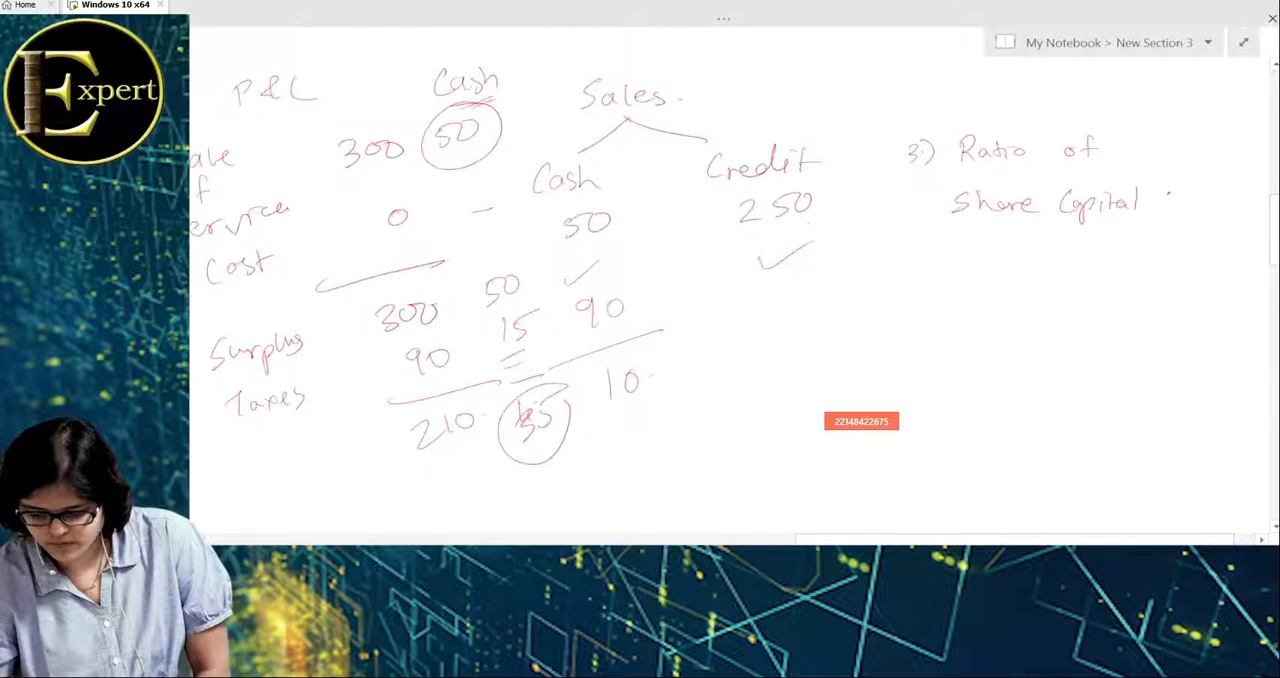 Home
Windows 10 x64
Expert
My Notebook > New Section 3
P&L
Cash
Sales.
300 50
Cash
Credit
3.) Ratio of
Share Capital
0 -
50
250
Cost
300 50 90
Surplus
90 15
Taxes
210. 35
10
22148422675